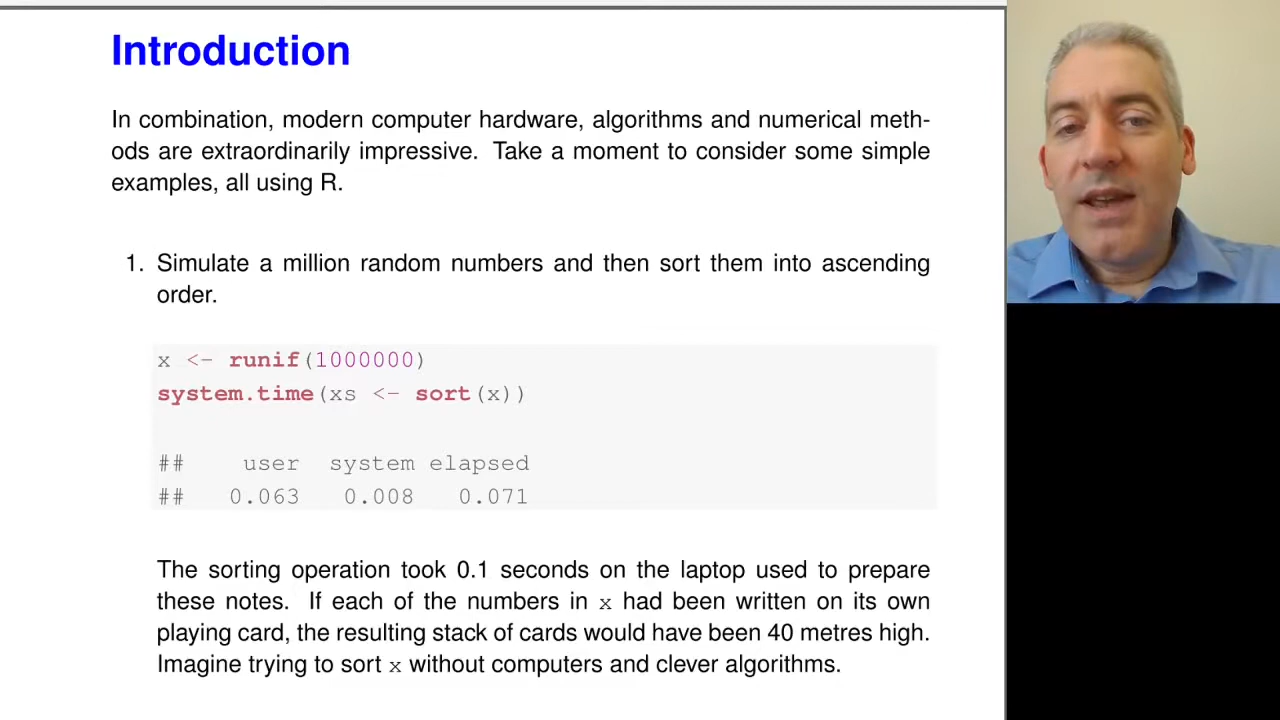 Introduction
In combination, modern computer hardware, algorithms and numerical meth-
ods are extraordinarily impressive. Take a moment to consider some simple
examples, all using R.
1. Simulate a million random numbers and then sort them into ascending
order.
x <- runif(1000000)
system.time(xs <- sort(x))
## user system elapsed
## 0.063 0.008 0.071
The sorting operation took 0.1 seconds on the laptop used to prepare
these notes. If each of the numbers in x had been written on its own
playing card, the resulting stack of cards would have been 40 metres high.
Imagine trying to sort x without computers and clever algorithms.